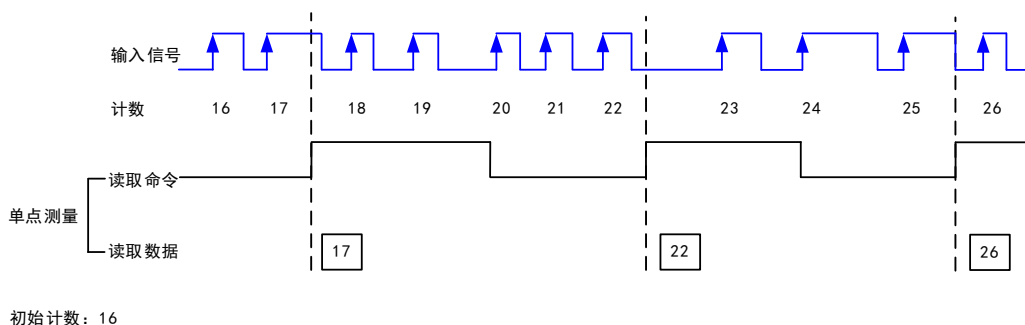 输入信号
计数 16 17 18 19 20 21 22 23 24 25 26
读取命令
单点测量
读取数据 17 22 26
初始计数：16